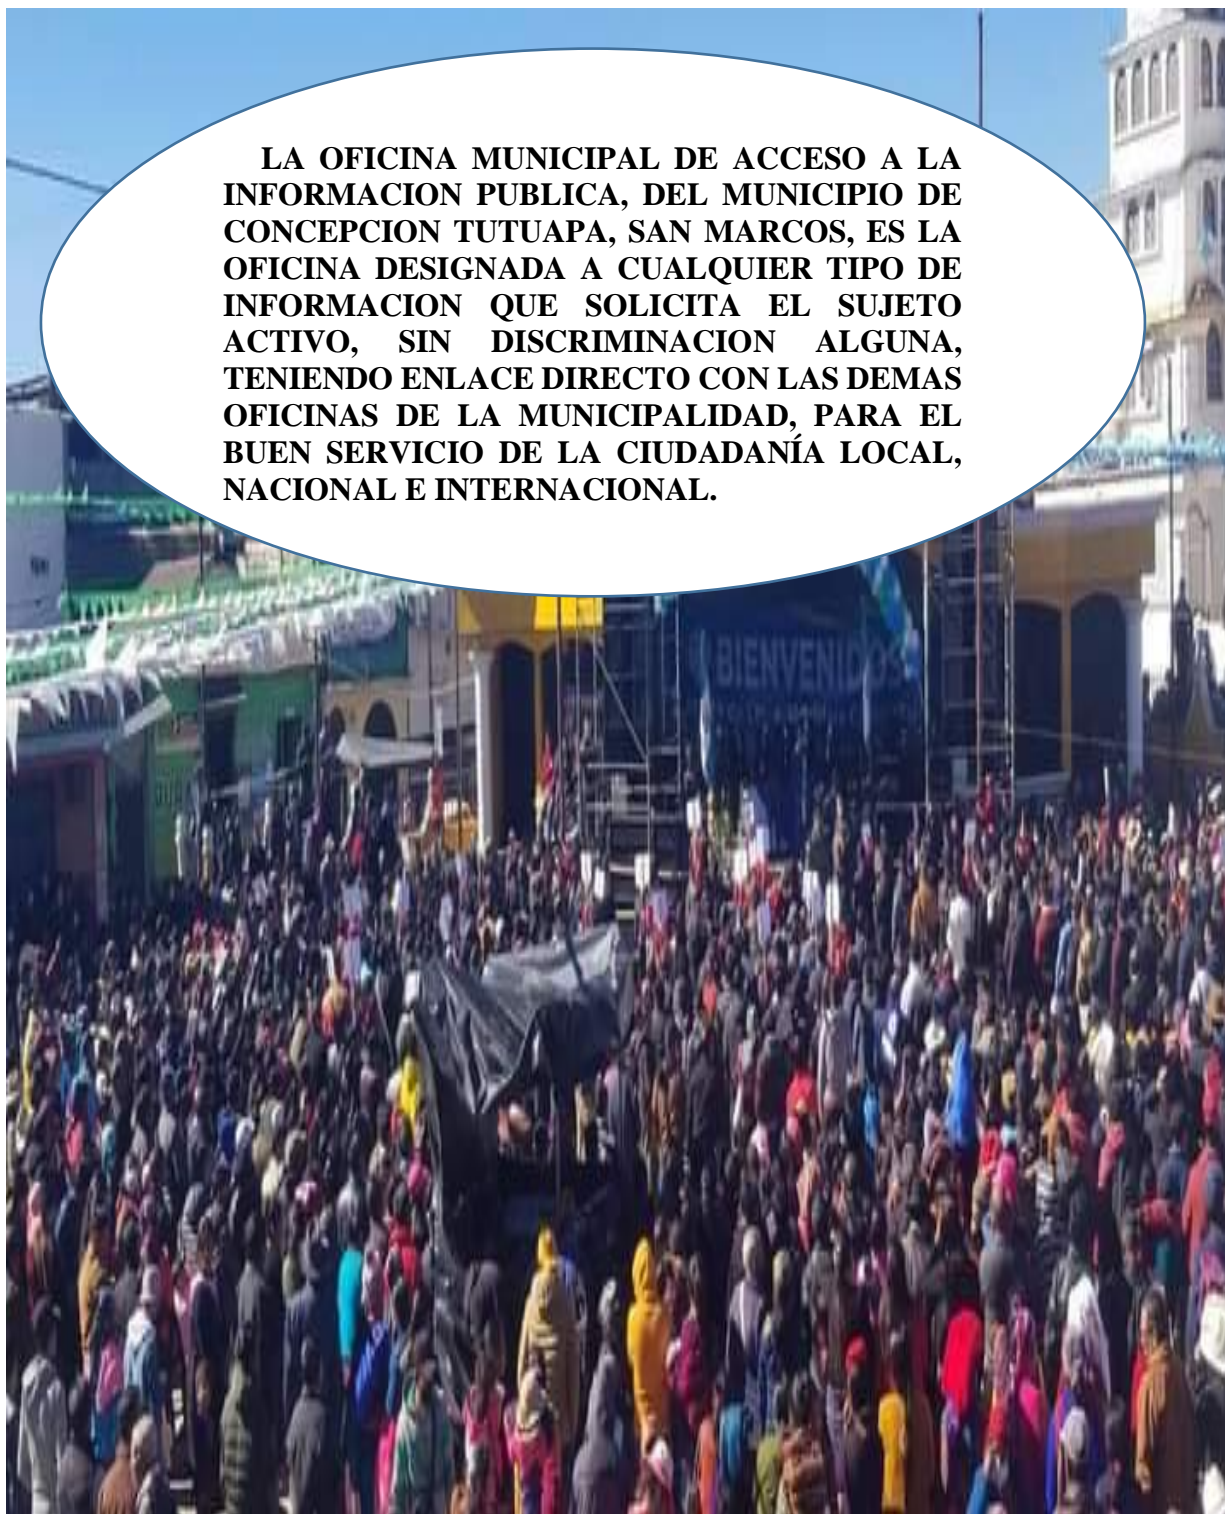 LA OFICINA MUNICIPAL DE ACCESO A LA
INFORMACION PUBLICA, DEL MUNICIPIO DE
CONCEPCION TUTUAPA, SAN MARCOS, ES LA
OFICINA DESIGNADA A CUALQUIER TIPO DE
INFORMACION QUE SOLICITA EL SUJETO
ACTIVO, SIN DISCRIMINACION ALGUNA,
TENIENDO ENLACE DIRECTO CON LAS DEMAS
OFICINAS DE LA MUNICIPALIDAD, PARA EL
BUEN SERVICIO DE LA CIUDADANÍA LOCAL,
NACIONAL E INTERNACIONAL.
BIENVENIDOS